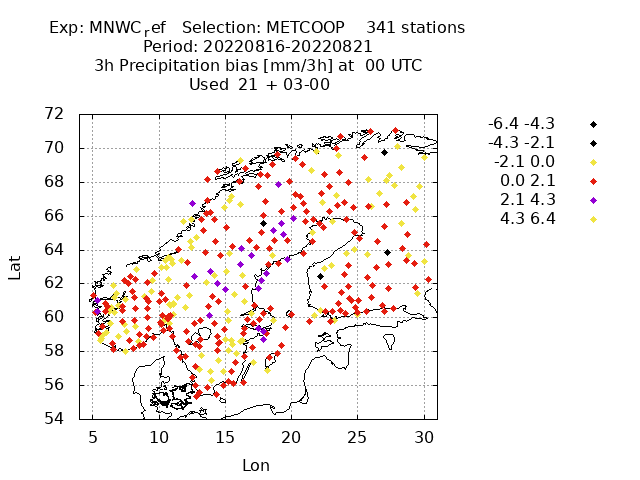 Exp: MNWC_ref   Selection: METCOOP    341 stations
Period: 20220816-20220821
3h Precipitation bias [mm/3h] at  00 UTC
Used  21 + 03-00
72
70
68
66
64
62
60
58
56
54
Lat
5 10 15 20 25 30
Lon
-6.4 -4.3
-4.3 -2.1
-2.1 0.0
0.0 2.1
2.1 4.3
4.3 6.4